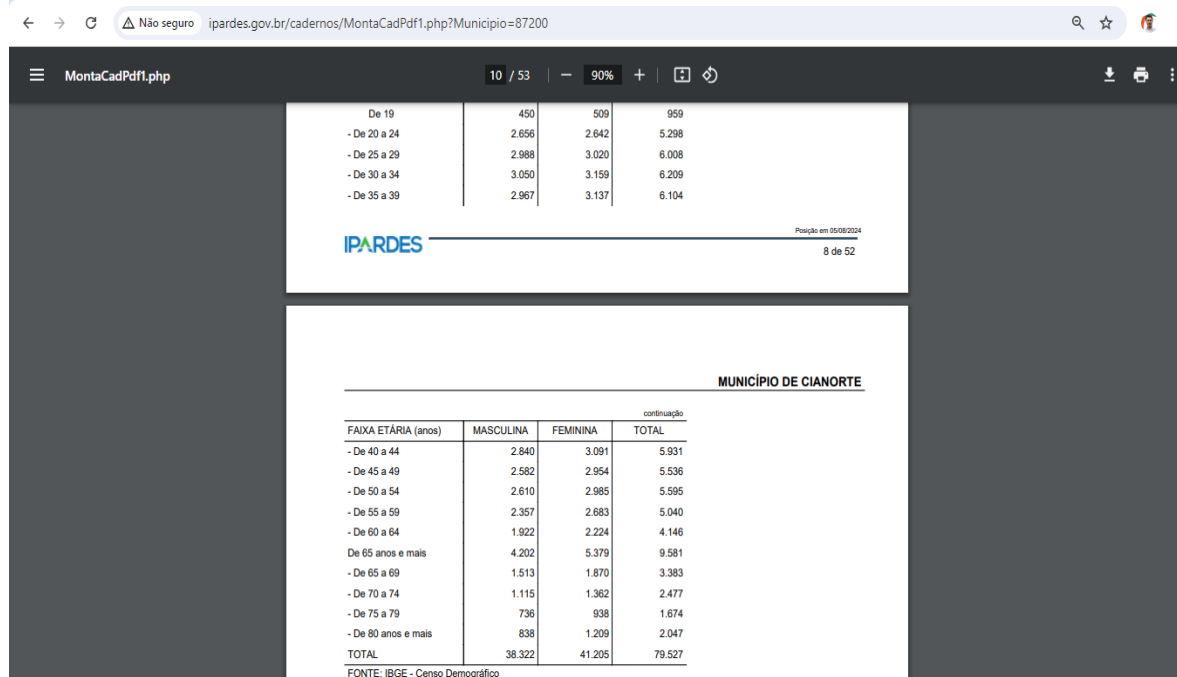 Não seguro ipardes.gov.br/cadernos/MontaCadPdf1.php?Municipio=87200
MontaCadPdf1.php 10 / 53 90%
De 19 450 509 959
- De 20 a 24 2.656 2.642 5.298
- De 25 a 29 2.988 3.020 6.008
- De 30 a 34 3.050 3.159 6.209
- De 35 a 39 2.967 3.137 6.104
Posição em 05/08/2024
IPARDES
8 de 52
MUNICÍPIO DE CIANORTE
continuação
FAIXA ETÁRIA (anos) MASCULINA FEMININA TOTAL
- De 40 a 44 2.840 3.091 5.931
- De 45 a 49 2.582 2.954 5.536
- De 50 a 54 2.610 2.985 5.595
- De 55 a 59 2.357 2.683 5.040
- De 60 a 64 1.922 2.224 4.146
De 65 anos e mais 4.202 5.379 9.581
- De 65 a 69 1.513 1.870 3.383
- De 70 a 74 1.115 1.362 2.477
- De 75 a 79 736 938 1.674
- De 80 anos e mais 838 1.209 2.047
TOTAL 38.322 41.205 79.527
FONTE: IBGE - Censo Demográfico